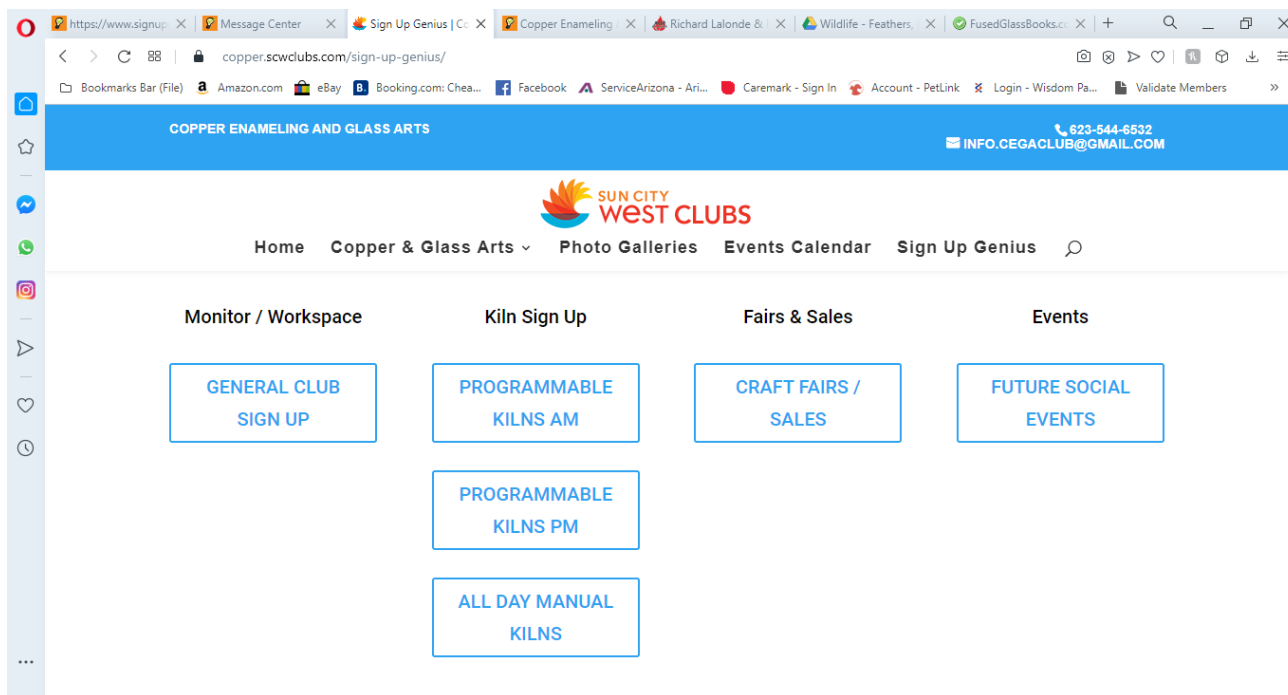 https://www.signup
Message Center
Sign Up Genius | Co
Copper Enameling
Richard Lalonde &
Wildlife - Feathers,
FusedGlassBooks.co
copper.scwclubs.com/sign-up-genius/
Bookmarks Bar (File)
Amazon.com
eBay
Booking.com: Chea...
Facebook
ServiceArizona - Ari...
Caremark - Sign In
Account - PetLink
Login - Wisdom Pa...
Validate Members
COPPER ENAMELING AND GLASS ARTS
623-544-6532
INFO.CEGACLUB@GMAIL.COM
SUN CITY
WeST CLUBS
Home
Copper & Glass Arts
Photo Galleries
Events Calendar
Sign Up Genius
Monitor / Workspace
Kiln Sign Up
Fairs & Sales
Events
GENERAL CLUB
SIGN UP
PROGRAMMABLE
KILNS AM
CRAFT FAIRS /
SALES
FUTURE SOCIAL
EVENTS
PROGRAMMABLE
KILNS PM
ALL DAY MANUAL
KILNS